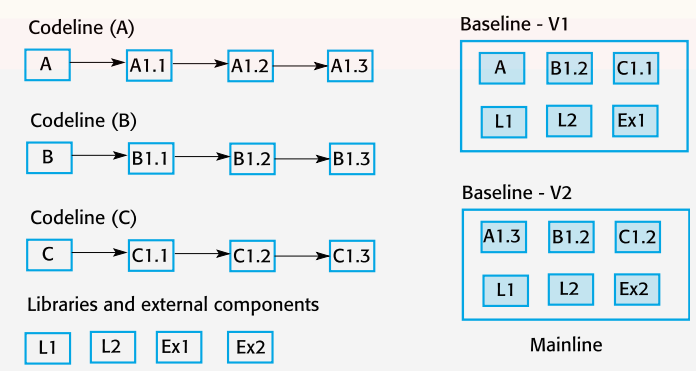 Codeline (A)
A A1.1 A1.2 A1.3
Codeline (B)
B B1.1 B1.2 B1.3
Codeline (C)
C C1.1 C1.2 C1.3
Libraries and external components
L1 L2 Ex1 Ex2
Baseline - V1
A B1.2 C1.1
L1 L2 Ex1
Baseline - V2
A1.3 B1.2 C1.2
L1 L2 Ex2
Mainline